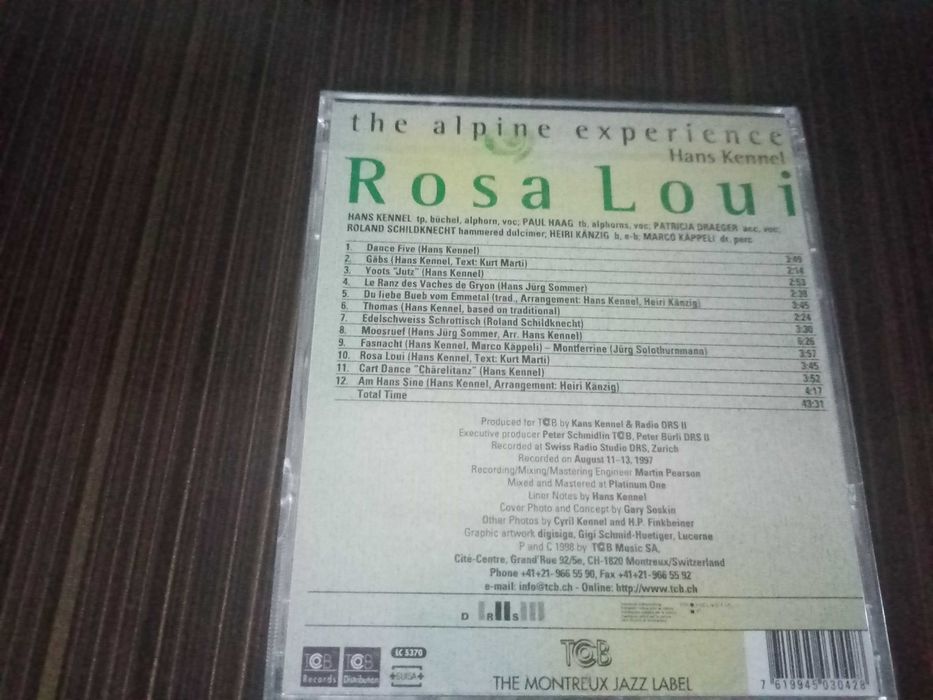 the alpine experience
Hans Kennel
Rosa Loui
HANS KENNEL tp, büchel, alphorn, voc; PAUL HAAG tb, alphorns, voc; PATRICIA DRAEGER acc, voc;
ROLAND SCHILDKNECHT hammered dulcimer; HEIRI KÄNZIG b, e-b; MARCO KÄPPELI dr, perc
1. Dance Five (Hans Kennel) 2:49
2. Gäbs (Hans Kennel, Text: Kurt Marti) 2:14
3. Yoots "Jutz" (Hans Kennel) 2:53
4. Le Ranz des Vaches de Gryon (Hans Jürg Sommer) 2:38
5. Du liebe Bueb vom Emmetal (trad., Arrangement: Hans Kennel, Heiri Känzig) 3:45
6. Thomas (Hans Kennel, based on traditional) 2:24
7. Edelschweiss Schrottisch (Roland Schildknecht) 3:30
8. Moosruef (Hans Jürg Sommer, Arr. Hans Kennel) 6:26
9. Fasnacht (Hans Kennel, Marco Käppeli) – Montferrine (Jürg Solothurnmann) 3:57
10. Rosa Loui (Hans Kennel, Text: Kurt Marti) 3:45
11. Cart Dance "Chärelitanz" (Hans Kennel) 3:52
12. Am Hans Sine (Hans Kennel, Arrangement: Heiri Känzig) 4:17
Total Time 43:31
Produced for TCB by Kans Kennel & Radio DRS II
Executive producer Peter Schmidlin TCB, Peter Bürli DRS II
Recorded at Swiss Radio Studio DRS, Zurich
Recorded on August 11-13, 1997
Recording/Mixing/Mastering Engineer Martin Pearson
Mixed and Mastered at Platinum One
Liner Notes by Hans Kennel
Cover Photo and Concept by Gary Soskin
Other Photos by Cyril Kennel and H.P. Finkbeiner
Graphic artwork digisign, Gigi Schmid-Huetiger, Lucerne
P and C 1998 by TCB Music SA,
Cité-Centre, Grand'Rue 92/5e, CH-1820 Montreux/Switzerland
Phone +41+21- 966 55 90, Fax +41+21-966 55 92
e-mail: info@tcb.ch - Online: http://www.tcb.ch
D R S
TCB Records
TCB Distribution
LC 5370
SUISA
TCB
THE MONTREUX JAZZ LABEL
7 619945 030428